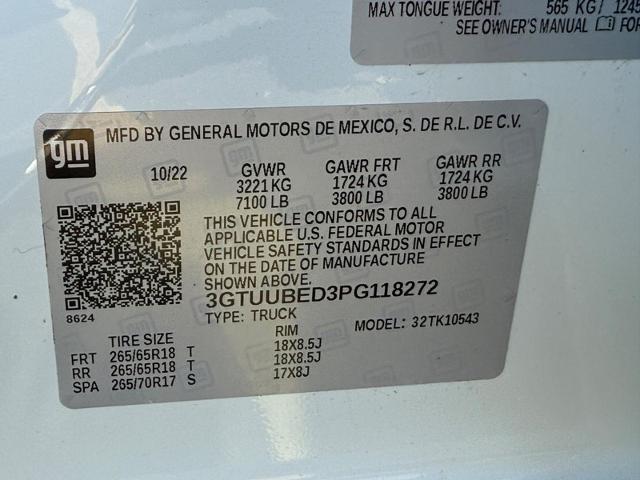 MAX TONGUE WEIGHT: 565 KG/ 1245
SEE OWNER'S MANUAL FOR
gm
MFD BY GENERAL MOTORS DE MEXICO, S. DE R.L. DE C.V.
10/22 GVWR GAWR FRT GAWR RR
3221 KG 1724 KG 1724 KG
7100 LB 3800 LB 3800 LB
THIS VEHICLE CONFORMS TO ALL
APPLICABLE U.S. FEDERAL MOTOR
VEHICLE SAFETY STANDARDS IN EFFECT
ON THE DATE OF MANUFACTURE
SHOWN ABOVE.
8624
3GTUUBED3PG118272
TYPE: TRUCK MODEL: 32TK10543
TIRE SIZE RIM
FRT 265/65R18 T 18X8.5J
RR 265/65R18 T 18X8.5J
SPA 265/70R17 S 17X8J